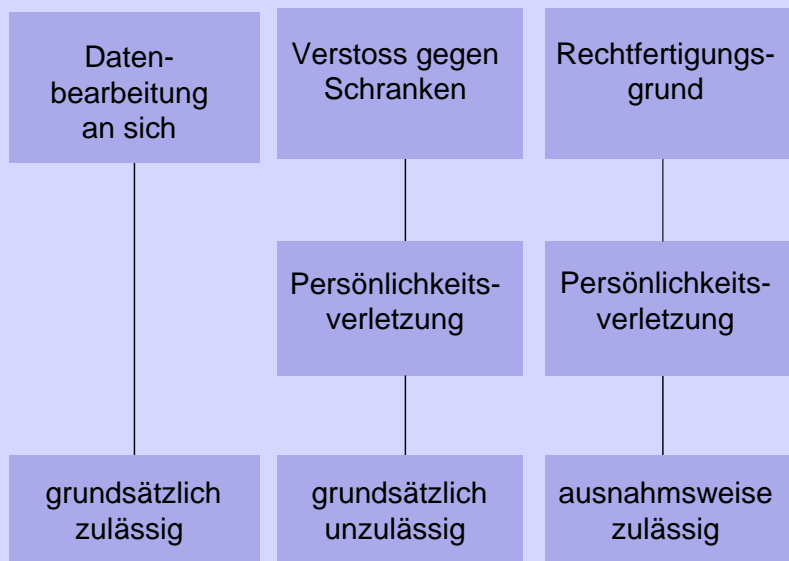 Daten-
bearbeitung
an sich
Verstoss gegen
Schranken
Rechtfertigungs-
grund
Persönlichkeits-
verletzung
Persönlichkeits-
verletzung
grundsätzlich
zulässig
grundsätzlich
unzulässig
ausnahmsweise
zulässig